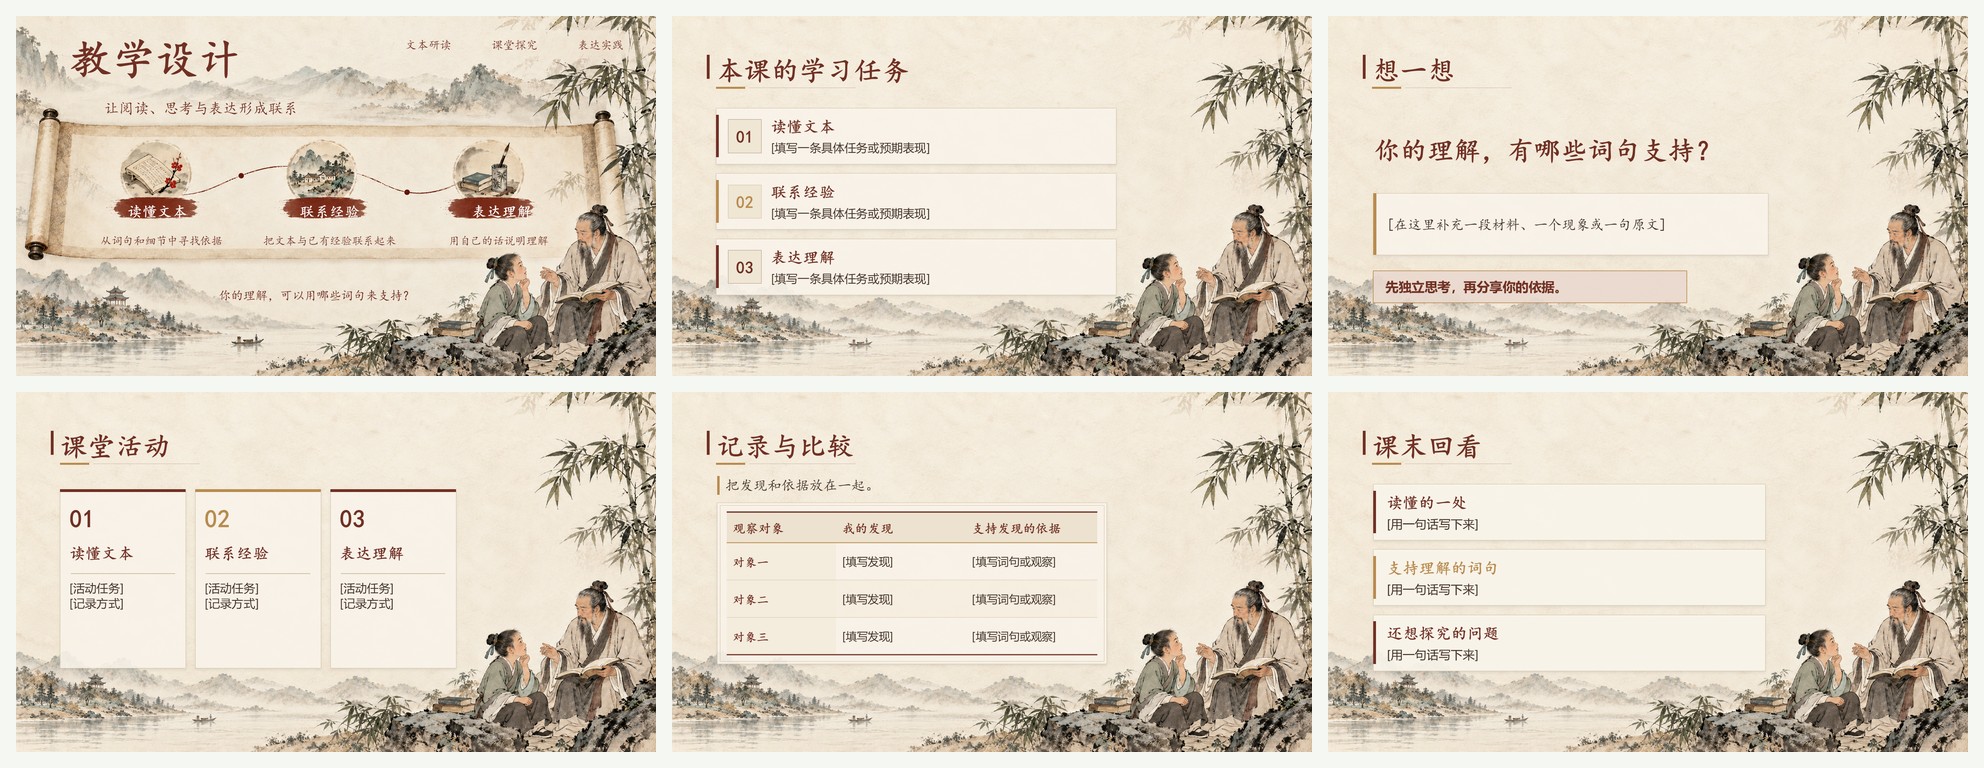 教学设计
文本研读 课堂探究 表达实践
让阅读、思考与表达形成联系
读懂文本 联系经验 表达理解
从词句和细节中寻找依据 把文本与已有经验联系起来 用自己的话说明理解
你的理解，可以用哪些词句来支持？
本课的学习任务
01 读懂文本
[填写一条具体任务或预期表现]
02 联系经验
[填写一条具体任务或预期表现]
03 表达理解
[填写一条具体任务或预期表现]
想一想
你的理解，有哪些词句支持？
[在这里补充一段材料、一个现象或一句原文]
先独立思考，再分享你的依据。
课堂活动
01 02 03
读懂文本 联系经验 表达理解
[活动任务] [活动任务] [活动任务]
[记录方式] [记录方式] [记录方式]
记录与比较
把发现和依据放在一起。
观察对象 我的发现 支持发现的依据
对象一 [填写发现] [填写词句或观察]
对象二 [填写发现] [填写词句或观察]
对象三 [填写发现] [填写词句或观察]
课末回看
读懂的一处
[用一句话写下来]
支持理解的词句
[用一句话写下来]
还想探究的问题
[用一句话写下来]